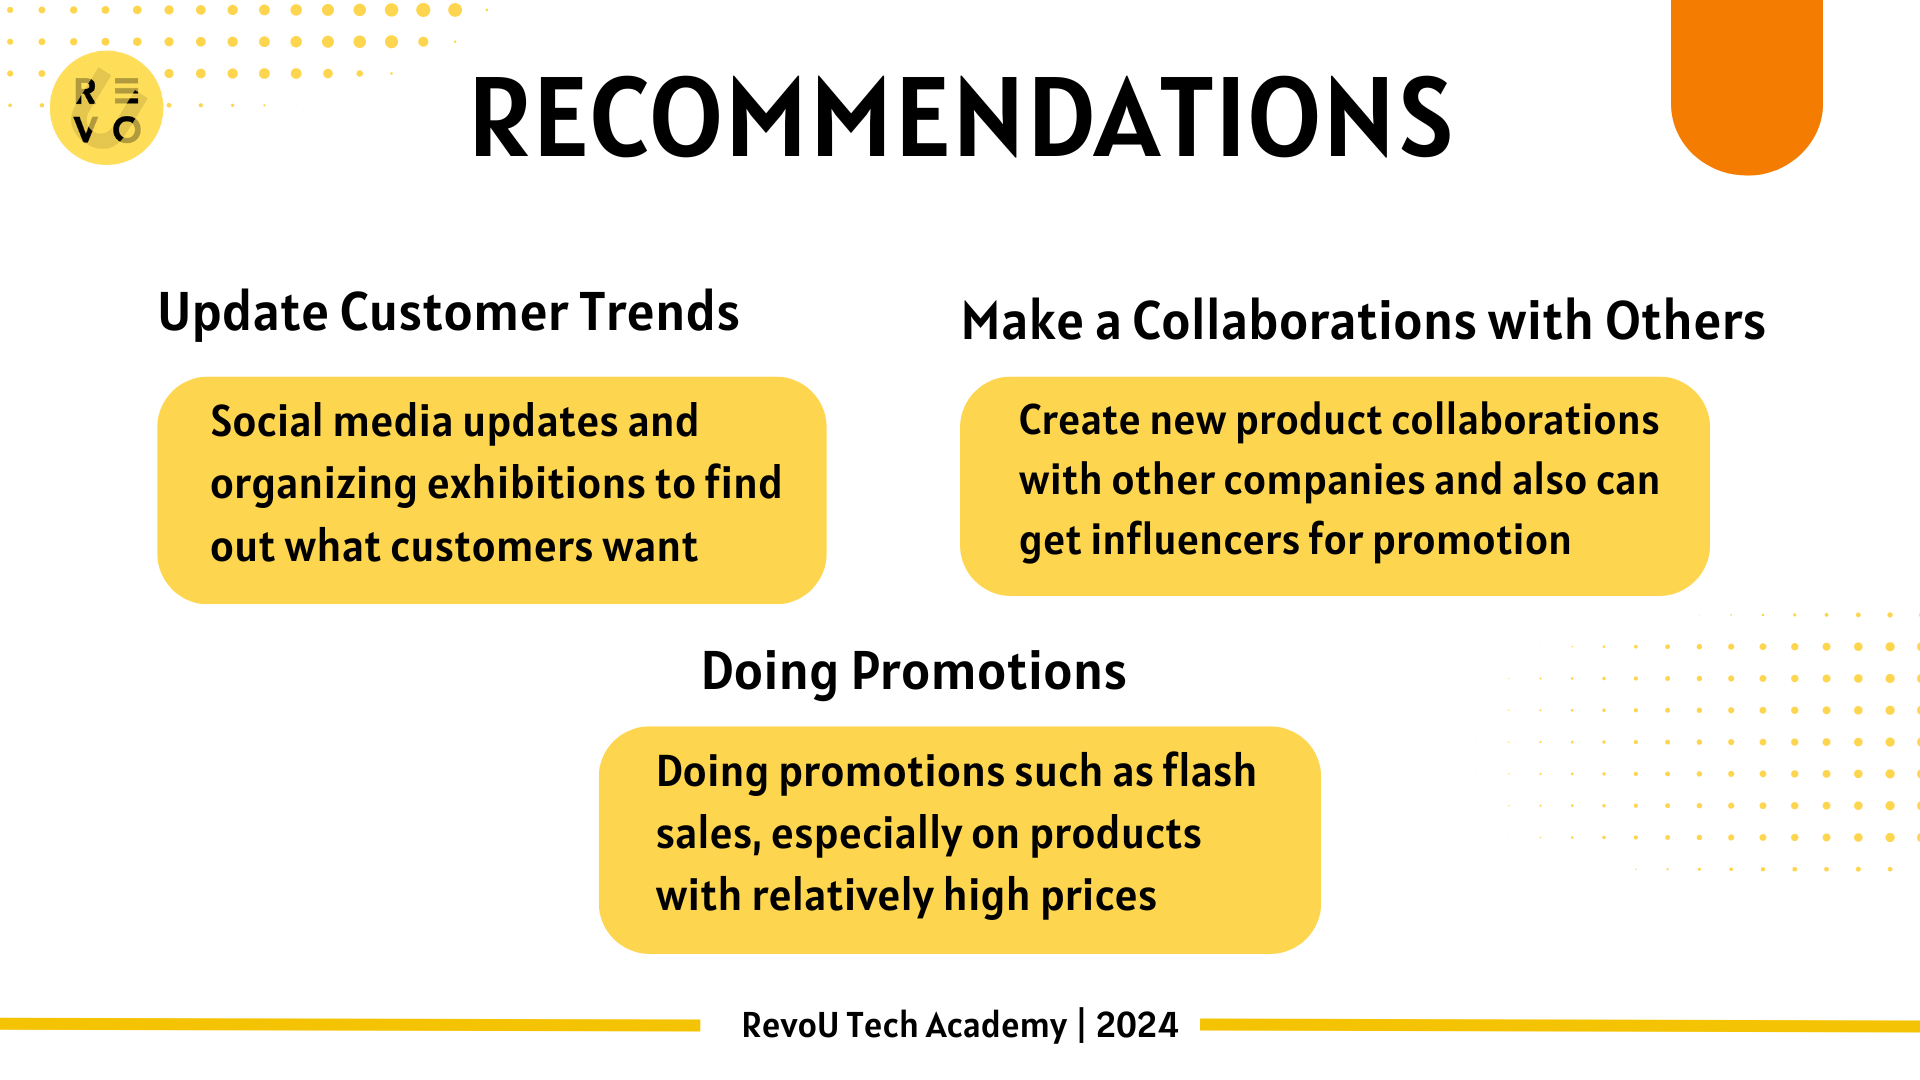 RE
VO
RECOMMENDATIONS
Update Customer Trends
Social media updates and
organizing exhibitions to find
out what customers want
Make a Collaborations with Others
Create new product collaborations
with other companies and also can
get influencers for promotion
Doing Promotions
Doing promotions such as flash
sales, especially on products
with relatively high prices
RevoU Tech Academy | 2024